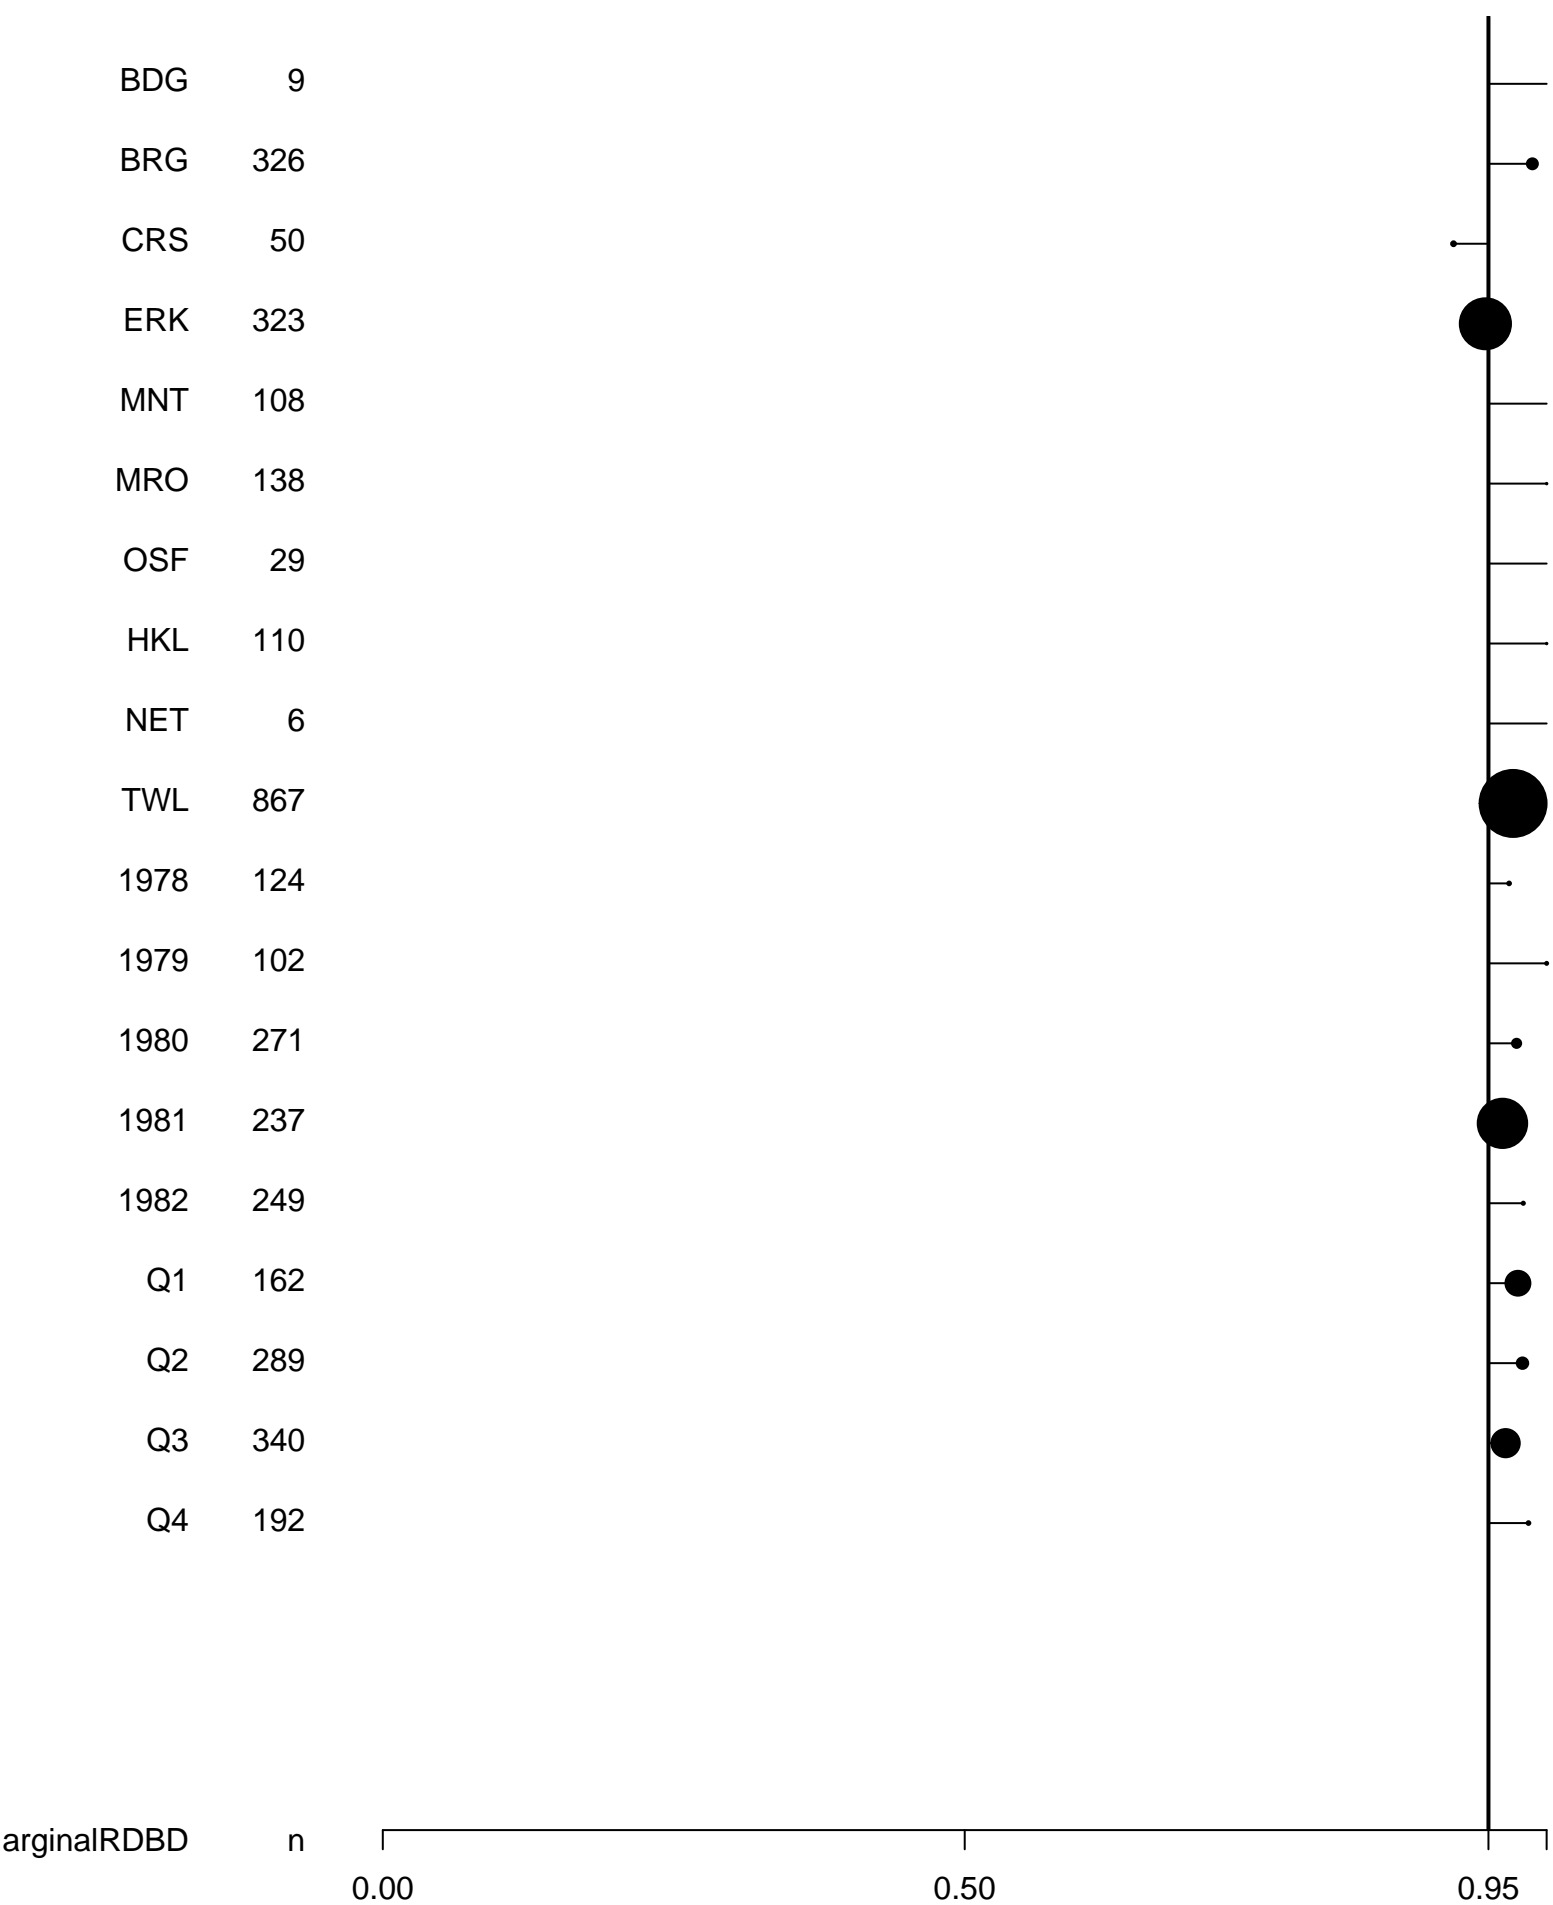 BDG 9
BRG 326
CRS 50
ERK 323
MNT 108
MRO 138
OSF 29
HKL 110
NET 6
TWL 867
1978 124
1979 102
1980 271
1981 237
1982 249
Q1 162
Q2 289
Q3 340
Q4 192
arginalRDBD n
0.00 0.50 0.95